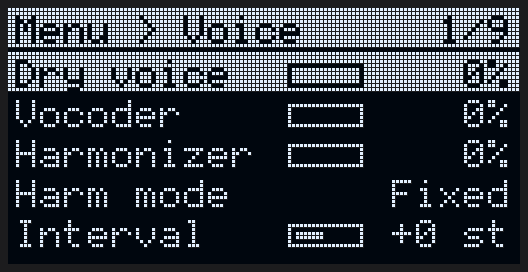 Menu > Voice 1/9
Dry voice 0%
Vocoder 0%
Harmonizer 0%
Harm mode Fixed
Interval +0 st